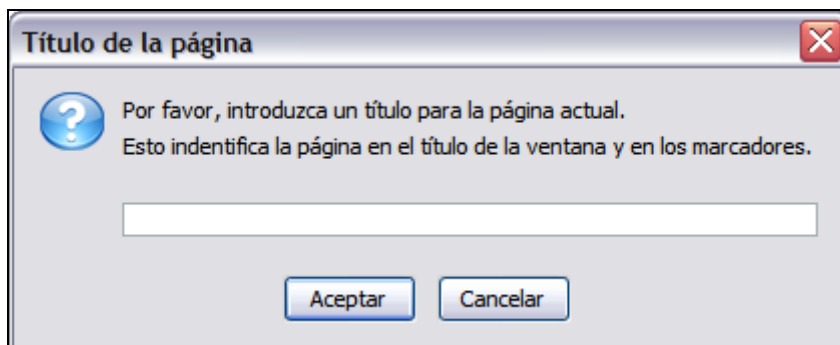 Título de la página
Por favor, introduzca un título para la página actual.
Esto indentifica la página en el título de la ventana y en los marcadores.
Aceptar
Cancelar